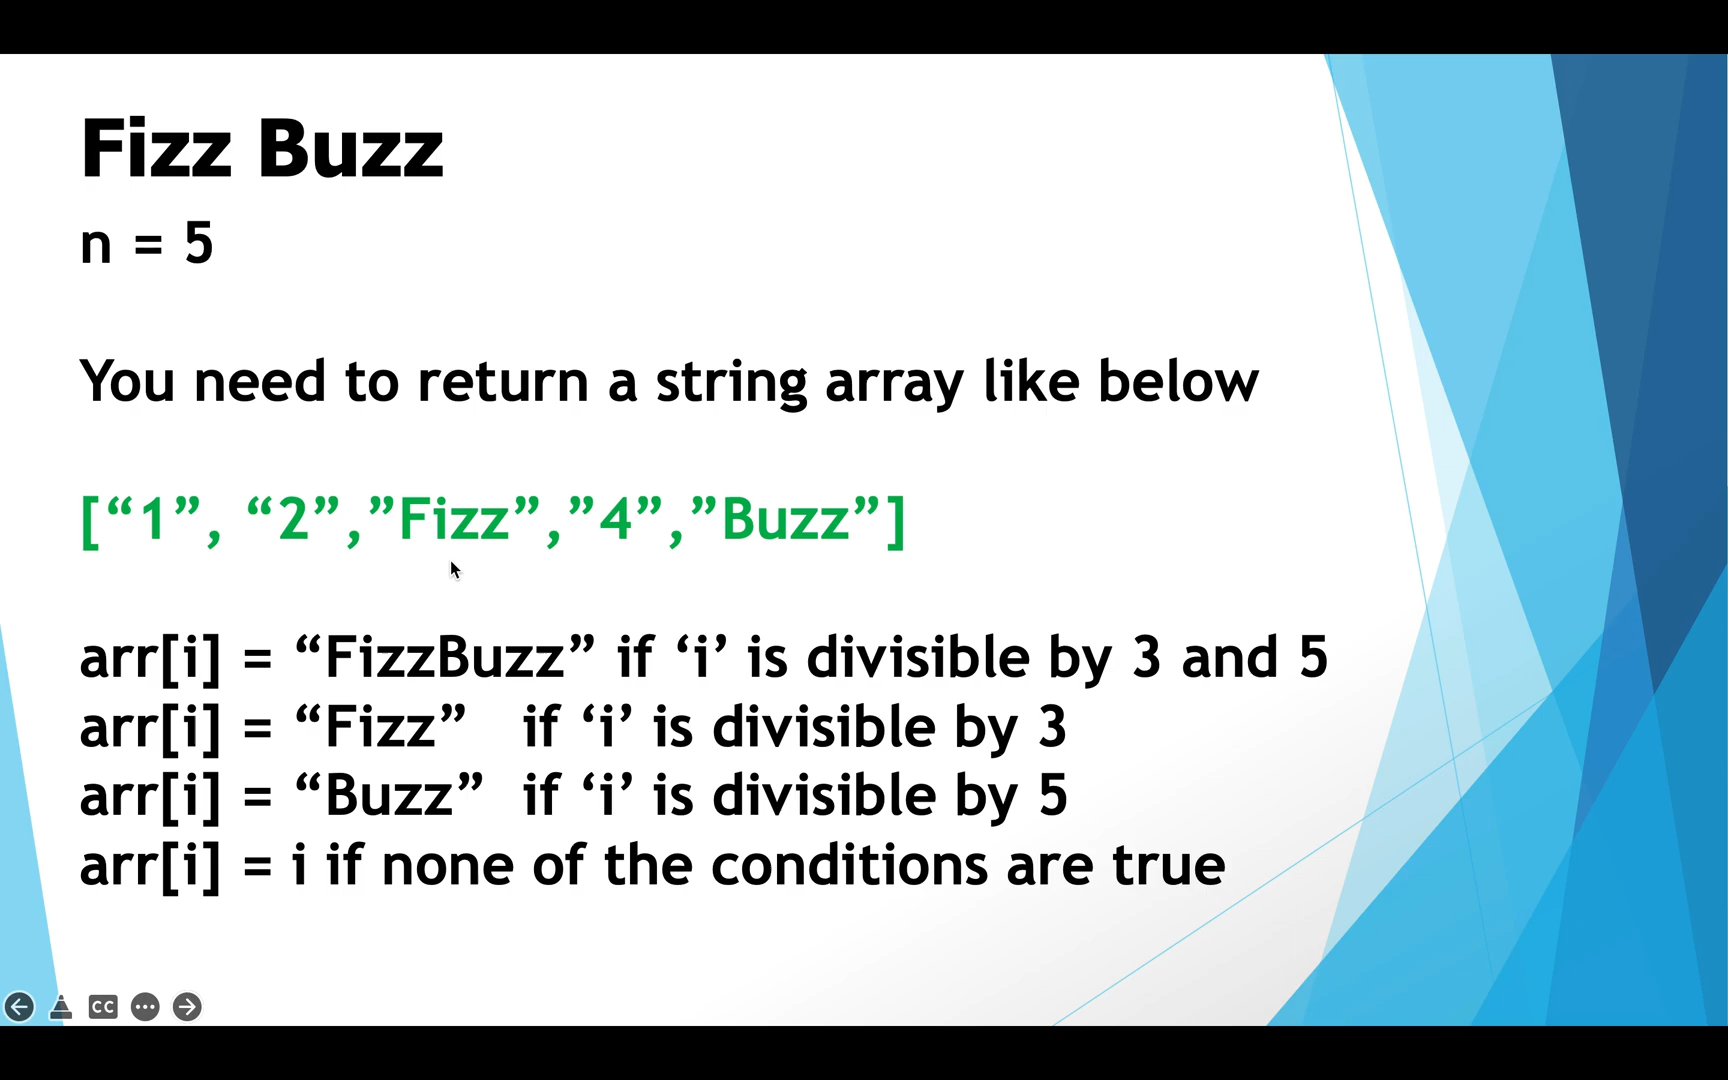 Fizz Buzz
n = 5
You need to return a string array like below
[“1”, “2”,”Fizz”,”4”,”Buzz”]
arr[i] = “FizzBuzz” if ‘i’ is divisible by 3 and 5
arr[i] = “Fizz” if ‘i’ is divisible by 3
arr[i] = “Buzz” if ‘i’ is divisible by 5
arr[i] = i if none of the conditions are true
CC